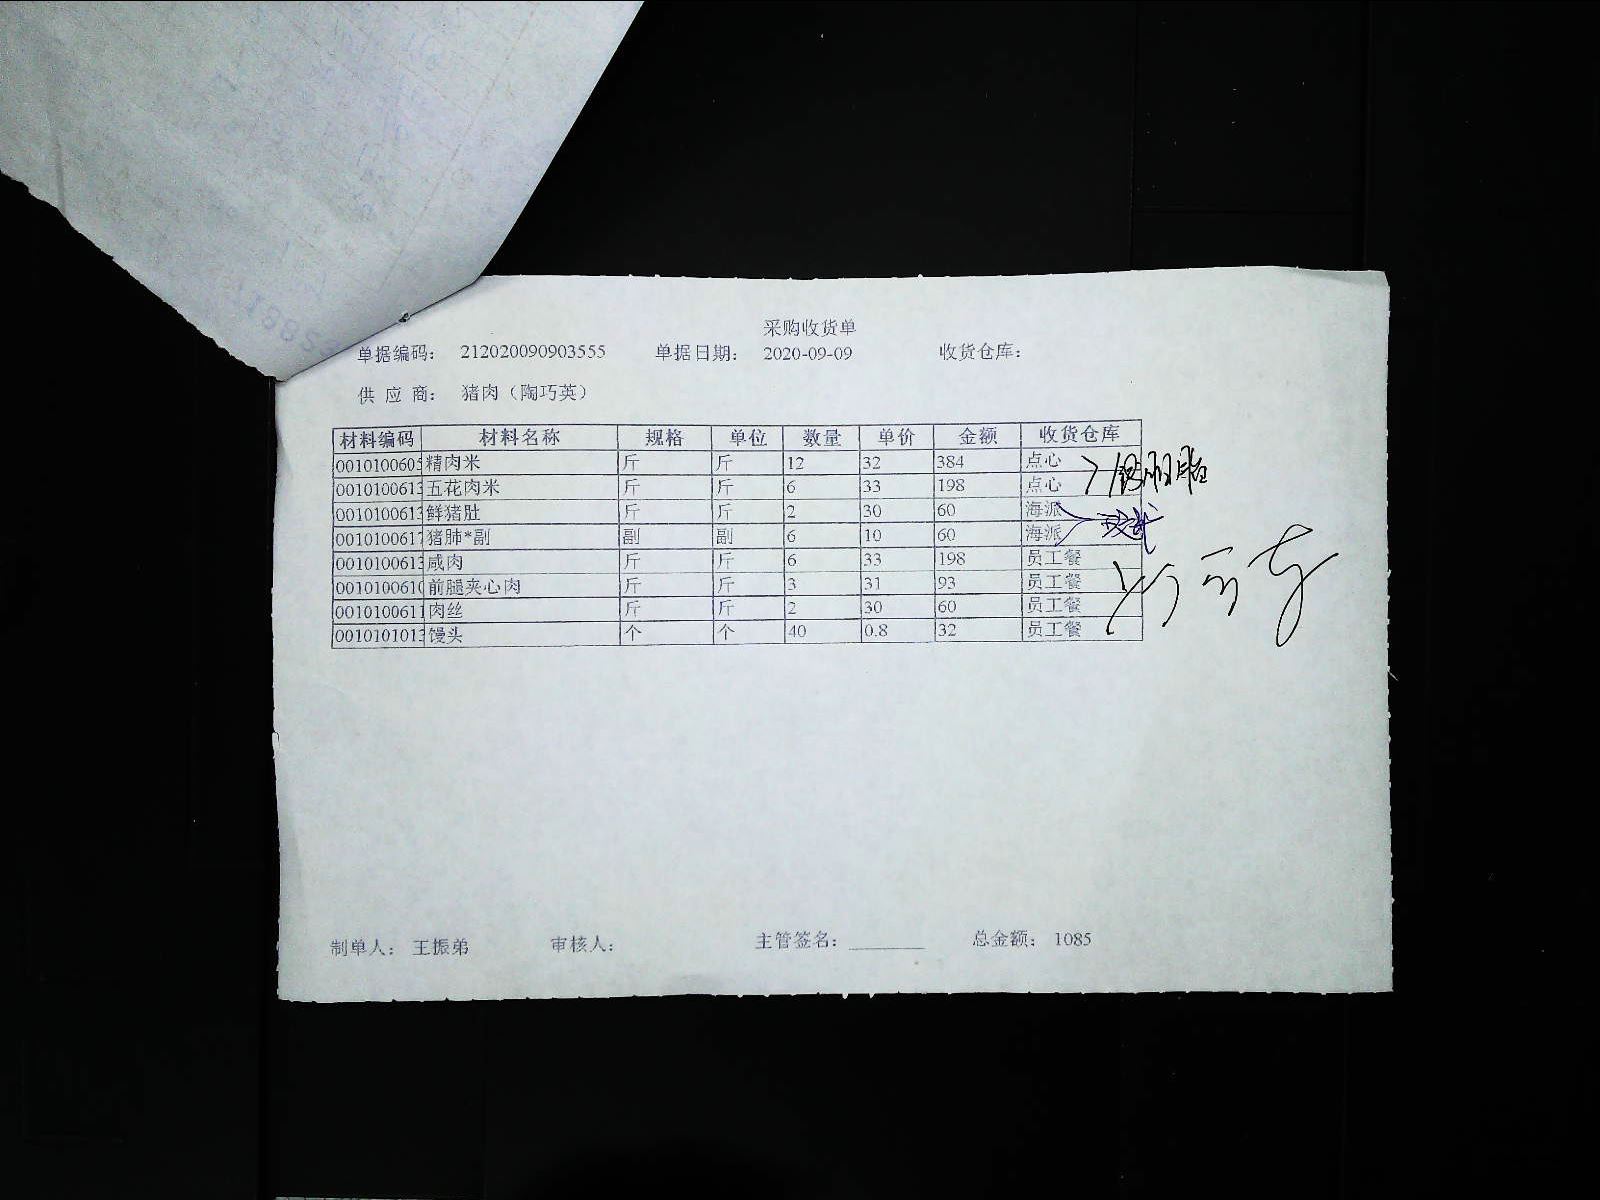 采购收货单
单据编码： 212020090903555 单据日期： 2020-09-09 收货仓库：
供 应 商： 猪肉（陶巧英）
材料编码 材料名称 规格 单位 数量 单价 金额 收货仓库
0010100605 精肉米 斤 斤 12 32 384 点心
0010100613 五花肉米 斤 斤 6 33 198 点心
0010100613 鲜猪肚 斤 斤 2 30 60 海派
0010100617 猪肺*副 副 副 6 10 60 海派
0010100613 咸肉 斤 斤 6 33 198 员工餐
0010100610 前腿夹心肉 斤 斤 3 31 93 员工餐
0010100611 肉丝 斤 斤 2 30 60 员工餐
0010101013 馒头 个 个 40 0.8 32 员工餐
制单人： 王振弟 审核人： 主管签名： 总金额： 1085